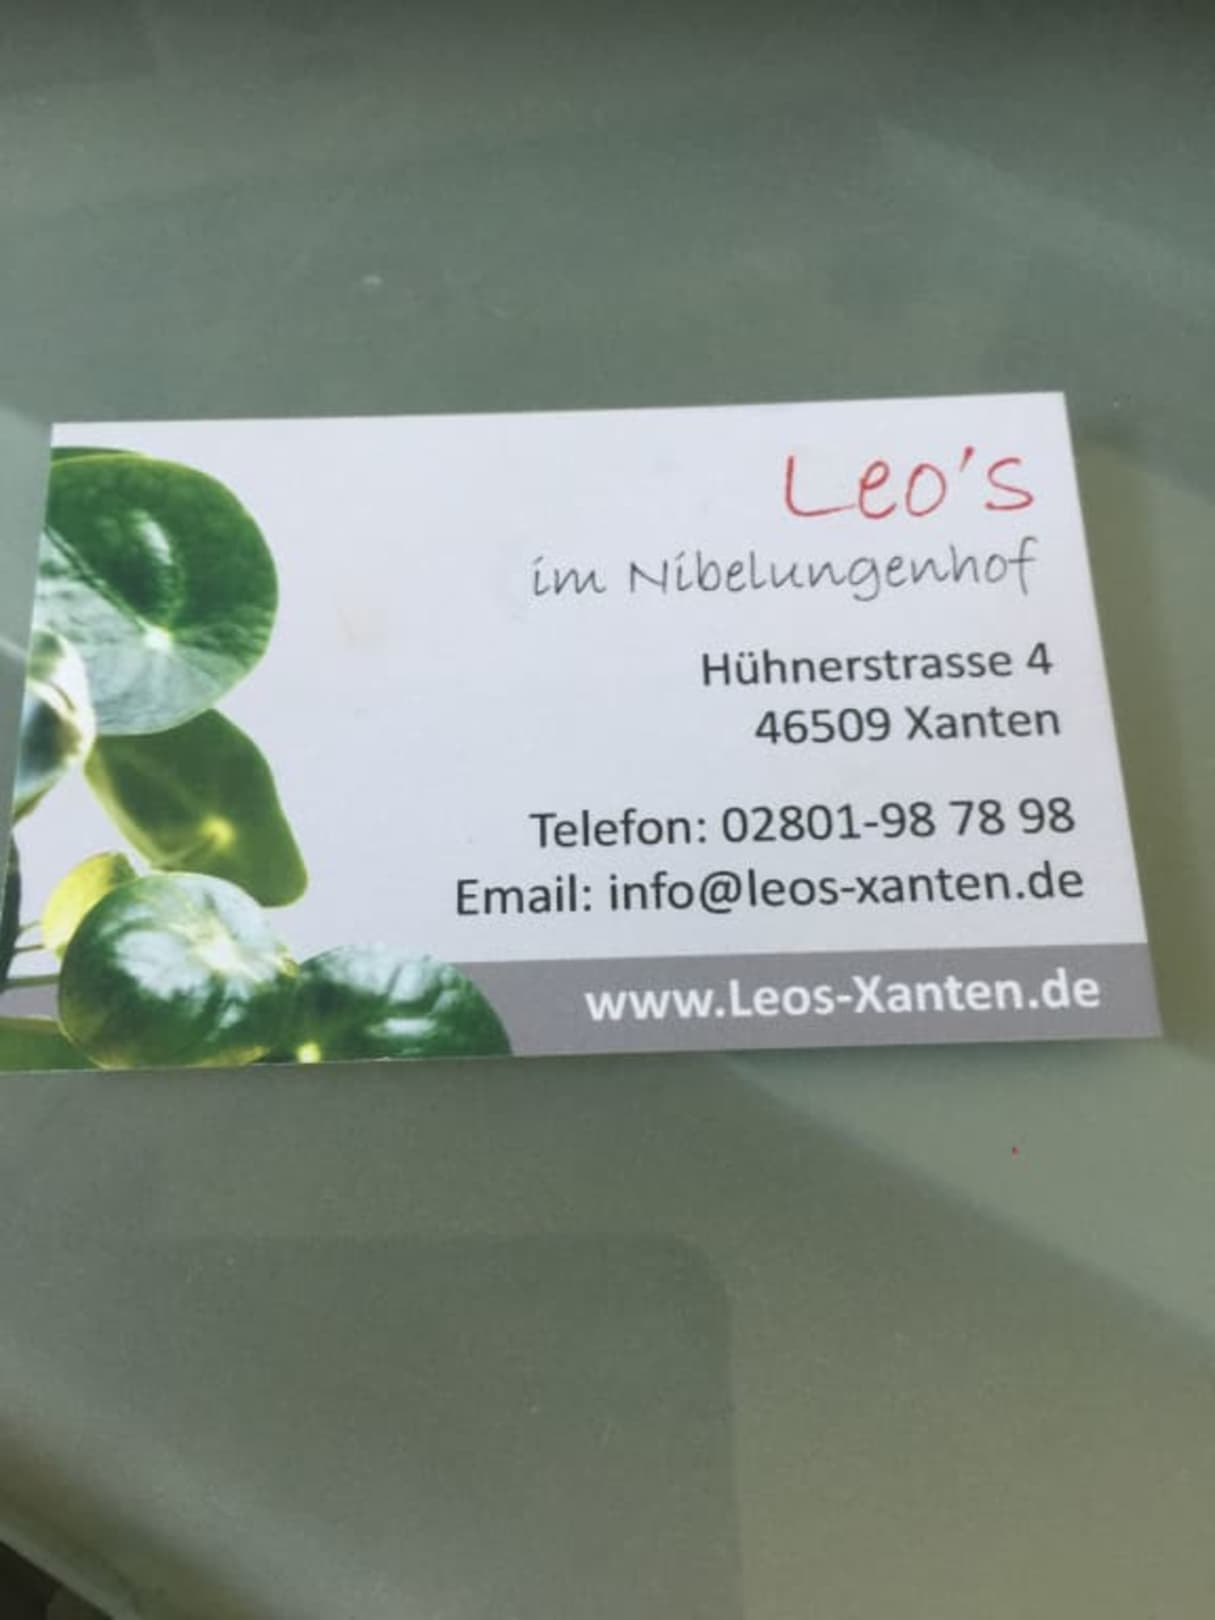 Leo's
im Nibelungenhof
Hühnerstrasse 4
46509 Xanten
Telefon: 02801-98 78 98
Email: info@leos-xanten.de
www.Leos-Xanten.de